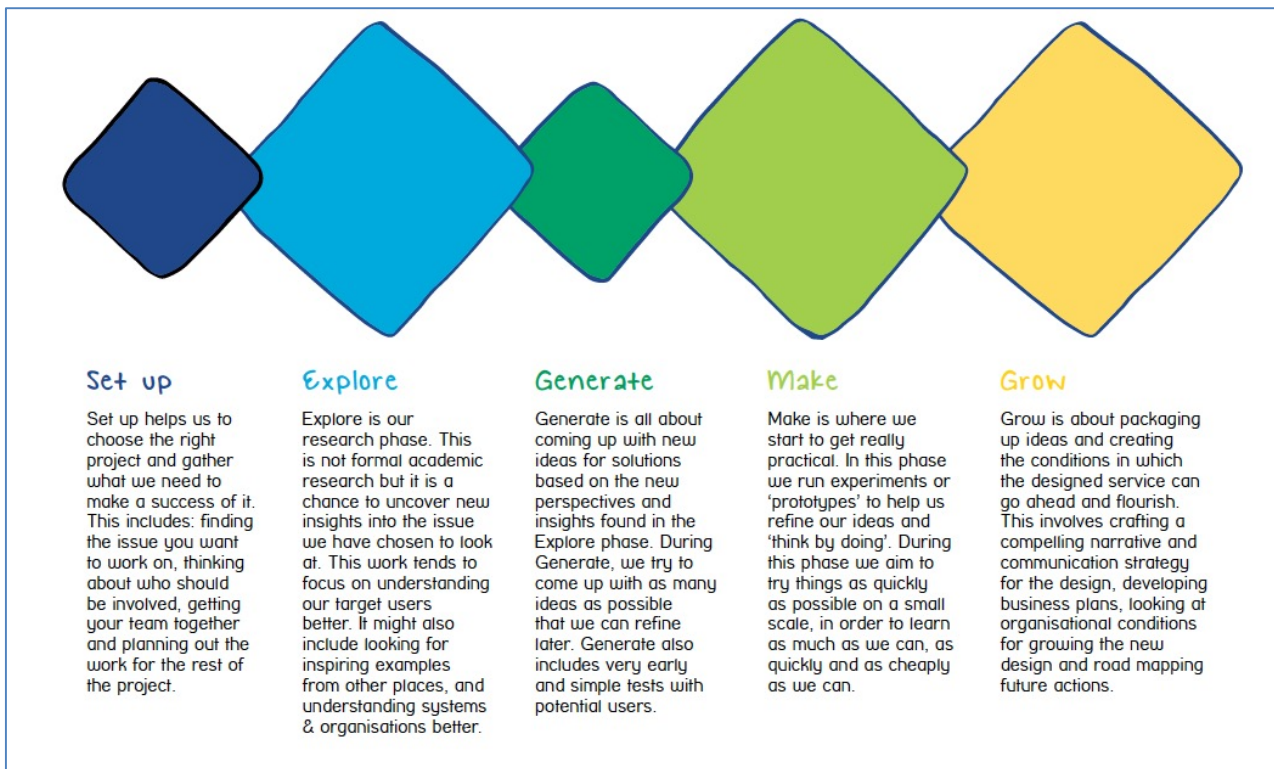 Set up
Set up helps us to
choose the right
project and gather
what we need to
make a success of it.
This includes: finding
the issue you want
to work on, thinking
about who should
be involved, getting
your team together
and planning out the
work for the rest of
the project.
Explore
Explore is our
research phase. This
is not formal academic
research but it is a
chance to uncover new
insights into the issue
we have chosen to look
at. This work tends to
focus on understanding
our target users
better. It might also
include looking for
inspiring examples
from other places, and
understanding systems
& organisations better.
Generate
Generate is all about
coming up with new
ideas for solutions
based on the new
perspectives and
insights found in the
Explore phase. During
Generate, we try to
come up with as many
ideas as possible
that we can refine
later. Generate also
includes very early
and simple tests with
potential users.
Make
Make is where we
start to get really
practical. In this phase
we run experiments or
‘prototypes’ to help us
refine our ideas and
‘think by doing’. During
this phase we aim to
try things as quickly
as possible on a small
scale, in order to learn
as much as we can, as
quickly and as cheaply
as we can.
Grow
Grow is about packaging
up ideas and creating
the conditions in which
the designed service can
go ahead and flourish.
This involves crafting a
compelling narrative and
communication strategy
for the design, developing
business plans, looking at
organisational conditions
for growing the new
design and road mapping
future actions.